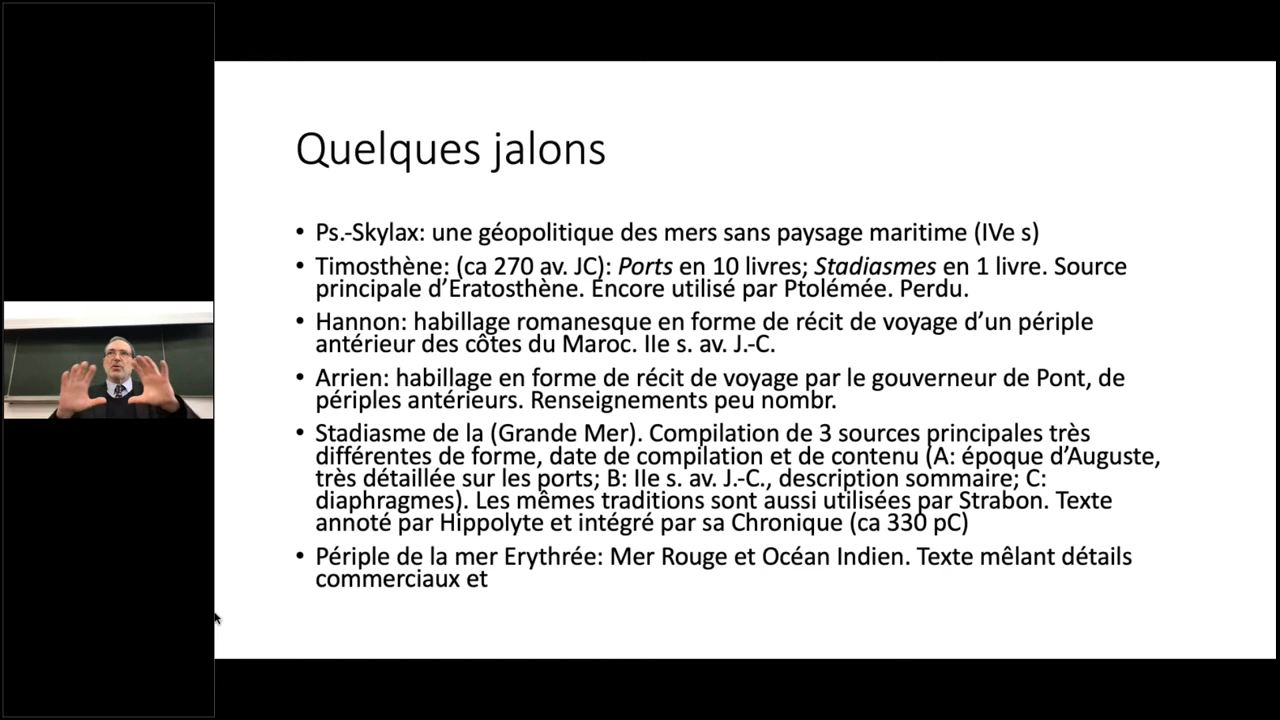 Quelques jalons
• Ps.-Skylax: une géopolitique des mers sans paysage maritime (IVe s)
• Timosthène: (ca 270 av. JC): Ports en 10 livres; Stadiasmes en 1 livre. Source
principale d’Eratosthène. Encore utilisé par Ptolémée. Perdu.
• Hannon: habillage romanesque en forme de récit de voyage d’un périple
antérieur des côtes du Maroc. IIe s. av. J.-C.
• Arrien: habillage en forme de récit de voyage par le gouverneur de Pont, de
périples antérieurs. Renseignements peu nombr.
• Stadiasme de la (Grande Mer). Compilation de 3 sources principales très
différentes de forme, date de compilation et de contenu (A: époque d’Auguste,
très détaillée sur les ports; B: IIe s. av. J.-C., description sommaire; C:
diaphragmes). Les mêmes traditions sont aussi utilisées par Strabon. Texte
annoté par Hippolyte et intégré par sa Chronique (ca 330 pC)
• Périple de la mer Erythrée: Mer Rouge et Océan Indien. Texte mêlant détails
commerciaux et